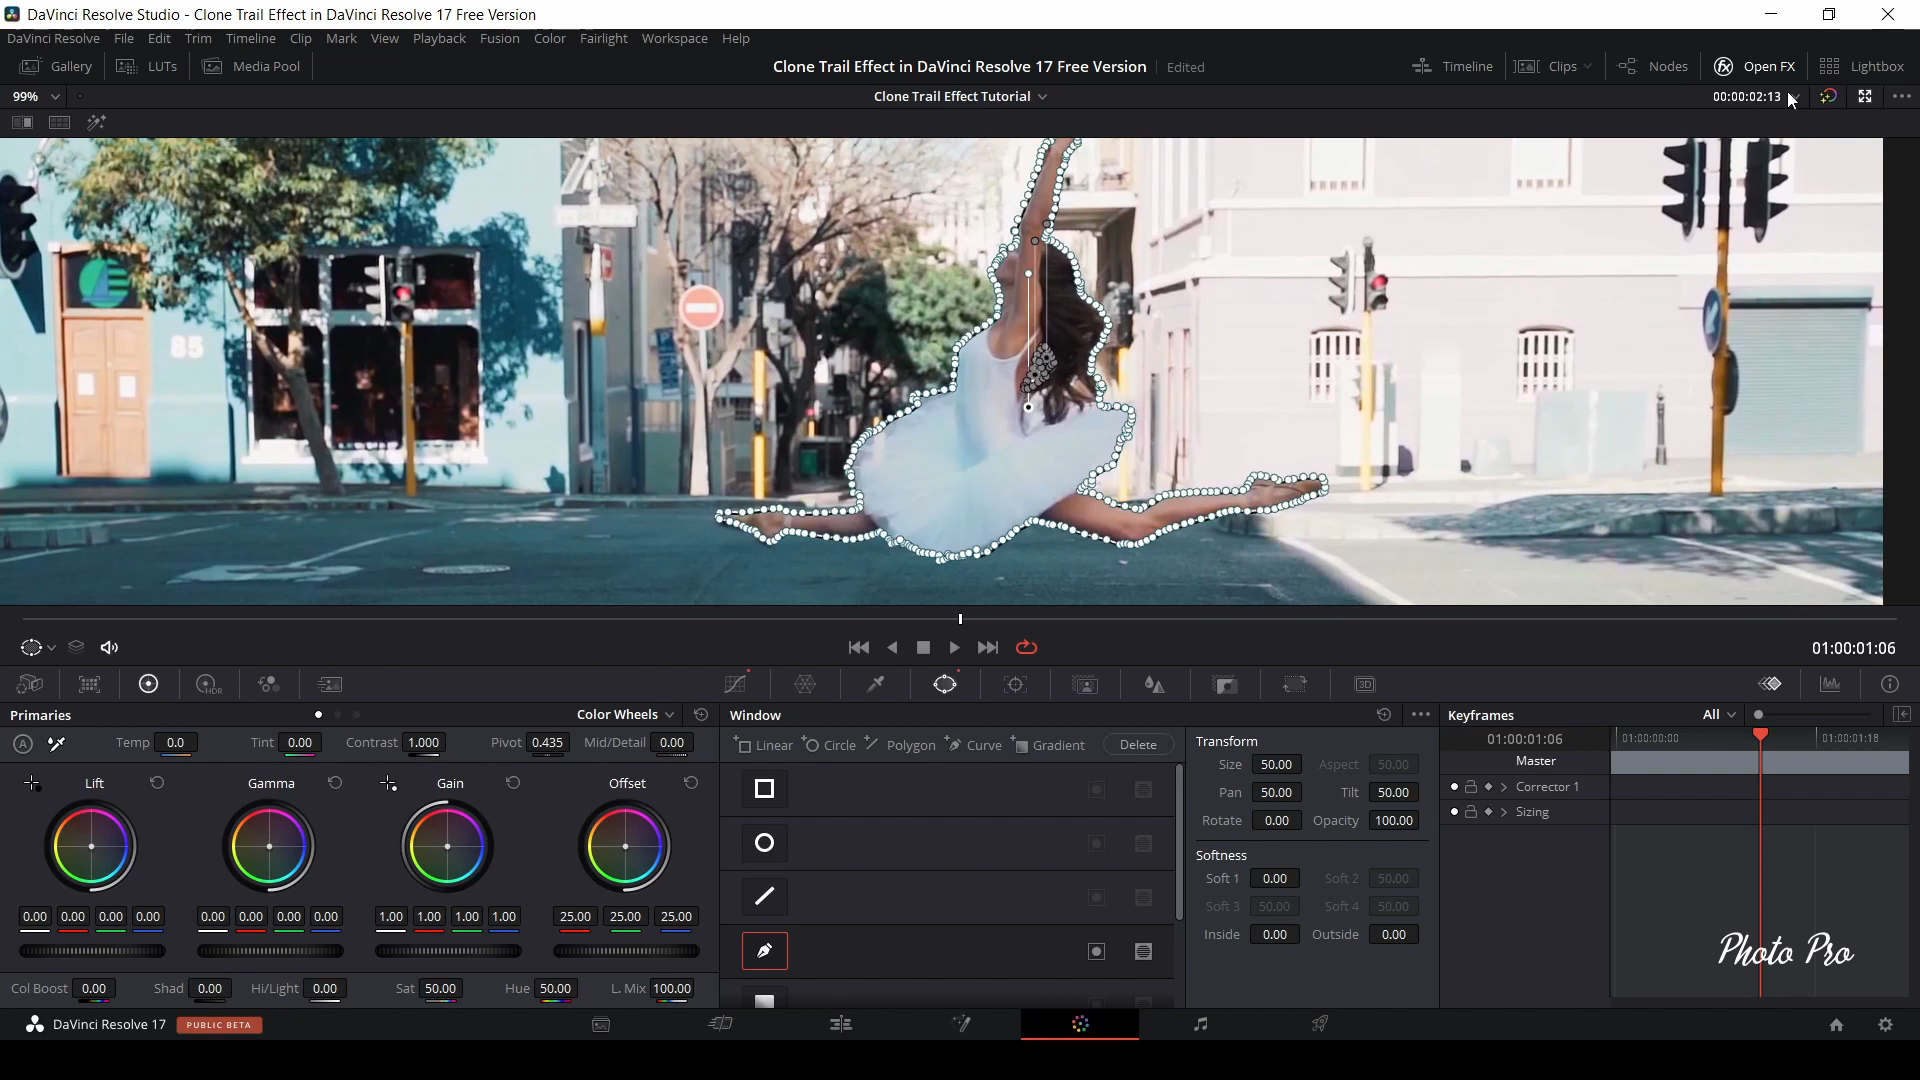 DaVinci Resolve Studio - Clone Trail Effect in DaVinci Resolve 17 Free Version
DaVinci Resolve File Edit Trim Timeline Clip Mark View Playback Fusion Color Fairlight Workspace Help
Gallery LUTs Media Pool Clone Trail Effect in DaVinci Resolve 17 Free Version Edited Timeline Clips Nodes Open FX Lightbox
99% Clone Trail Effect Tutorial 00:00:02:13
85
01:00:01:06
Primaries Color Wheels Window Keyframes All
Temp 0.0 Tint 0.00 Contrast 1.000 Pivot 0.435 Mid/Detail 0.00
Linear Circle Polygon Curve Gradient Delete
Transform
Size 50.00 Aspect 50.00
Pan 50.00 Tilt 50.00
Rotate 0.00 Opacity 100.00
Softness
Soft 1 0.00 Soft 2 50.00
Soft 3 50.00 Soft 4 50.00
Inside 0.00 Outside 0.00
01:00:01:06 01:00:00:00 01:00:01:18
Master
Corrector 1
Sizing
Lift Gamma Gain Offset
0.00 0.00 0.00 0.00 0.00 0.00 0.00 0.00 1.00 1.00 1.00 1.00 25.00 25.00 25.00
Col Boost 0.00 Shad 0.00 Hi/Light 0.00 Sat 50.00 Hue 50.00 L. Mix 100.00
Photo Pro
DaVinci Resolve 17 PUBLIC BETA
HDR
3D